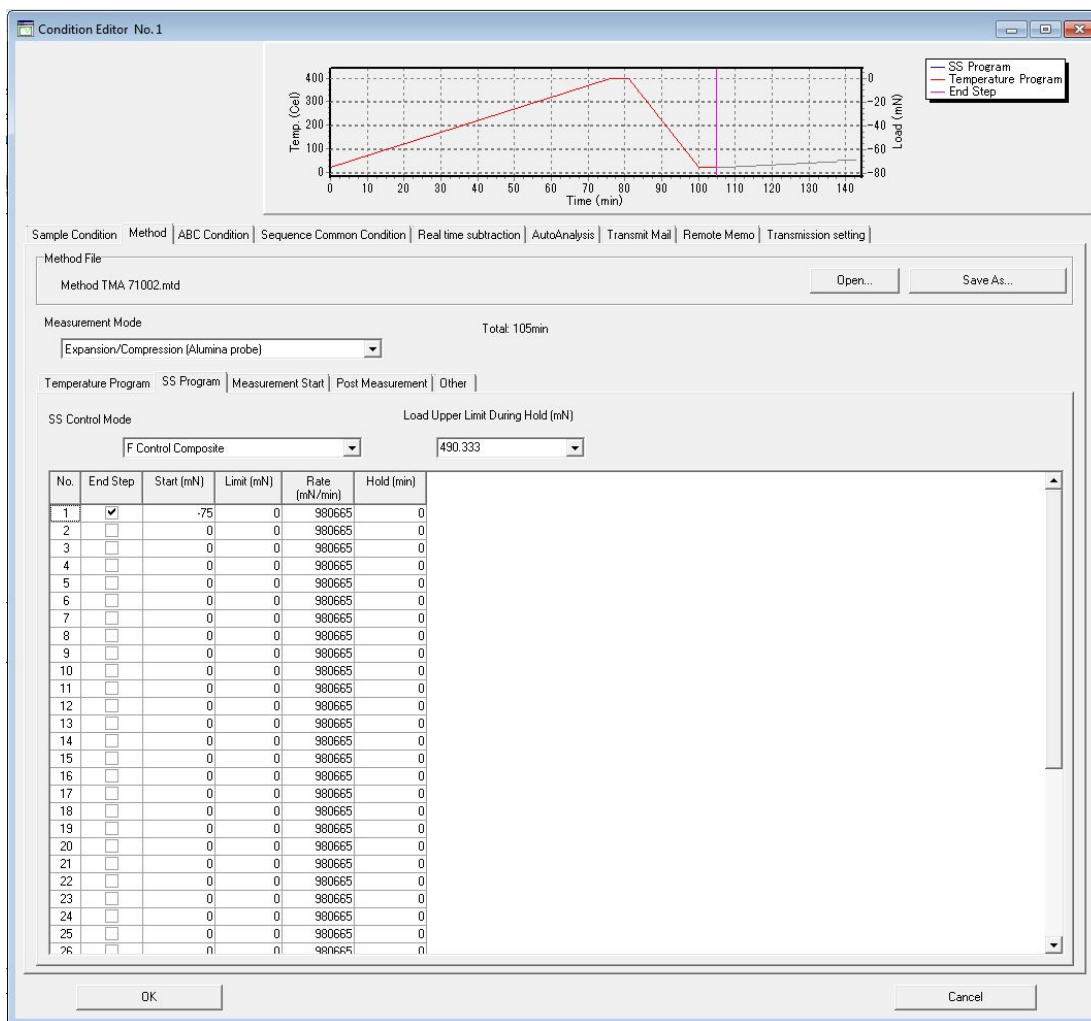 Condition Editor No.1
SS Program
Temperature Program
End Step
Temp. (Cel)
400
300
200
100
0
0
-20
-40
-60
-80
Load (mN)
0 10 20 30 40 50 60 70 80 90 100 110 120 130 140
Time (min)
Sample Condition Method ABC Condition Sequence Common Condition Real time subtraction AutoAnalysis Transmit Mail Remote Memo Transmission setting
Method File
Method TMA 71002.mtd
Open... Save As...
Measurement Mode
Total: 105min
Expansion/Compression (Alumina probe)
Temperature Program SS Program Measurement Start Post Measurement Other
SS Control Mode
Load Upper Limit During Hold (mN)
F Control Composite
490.333
No. End Step Start (mN) Limit (mN) Rate (mN/min) Hold (min)
1 -75 0 980665 0
2 0 0 980665 0
3 0 0 980665 0
4 0 0 980665 0
5 0 0 980665 0
6 0 0 980665 0
7 0 0 980665 0
8 0 0 980665 0
9 0 0 980665 0
10 0 0 980665 0
11 0 0 980665 0
12 0 0 980665 0
13 0 0 980665 0
14 0 0 980665 0
15 0 0 980665 0
16 0 0 980665 0
17 0 0 980665 0
18 0 0 980665 0
19 0 0 980665 0
20 0 0 980665 0
21 0 0 980665 0
22 0 0 980665 0
23 0 0 980665 0
24 0 0 980665 0
25 0 0 980665 0
26 0 0 980665 0
OK Cancel